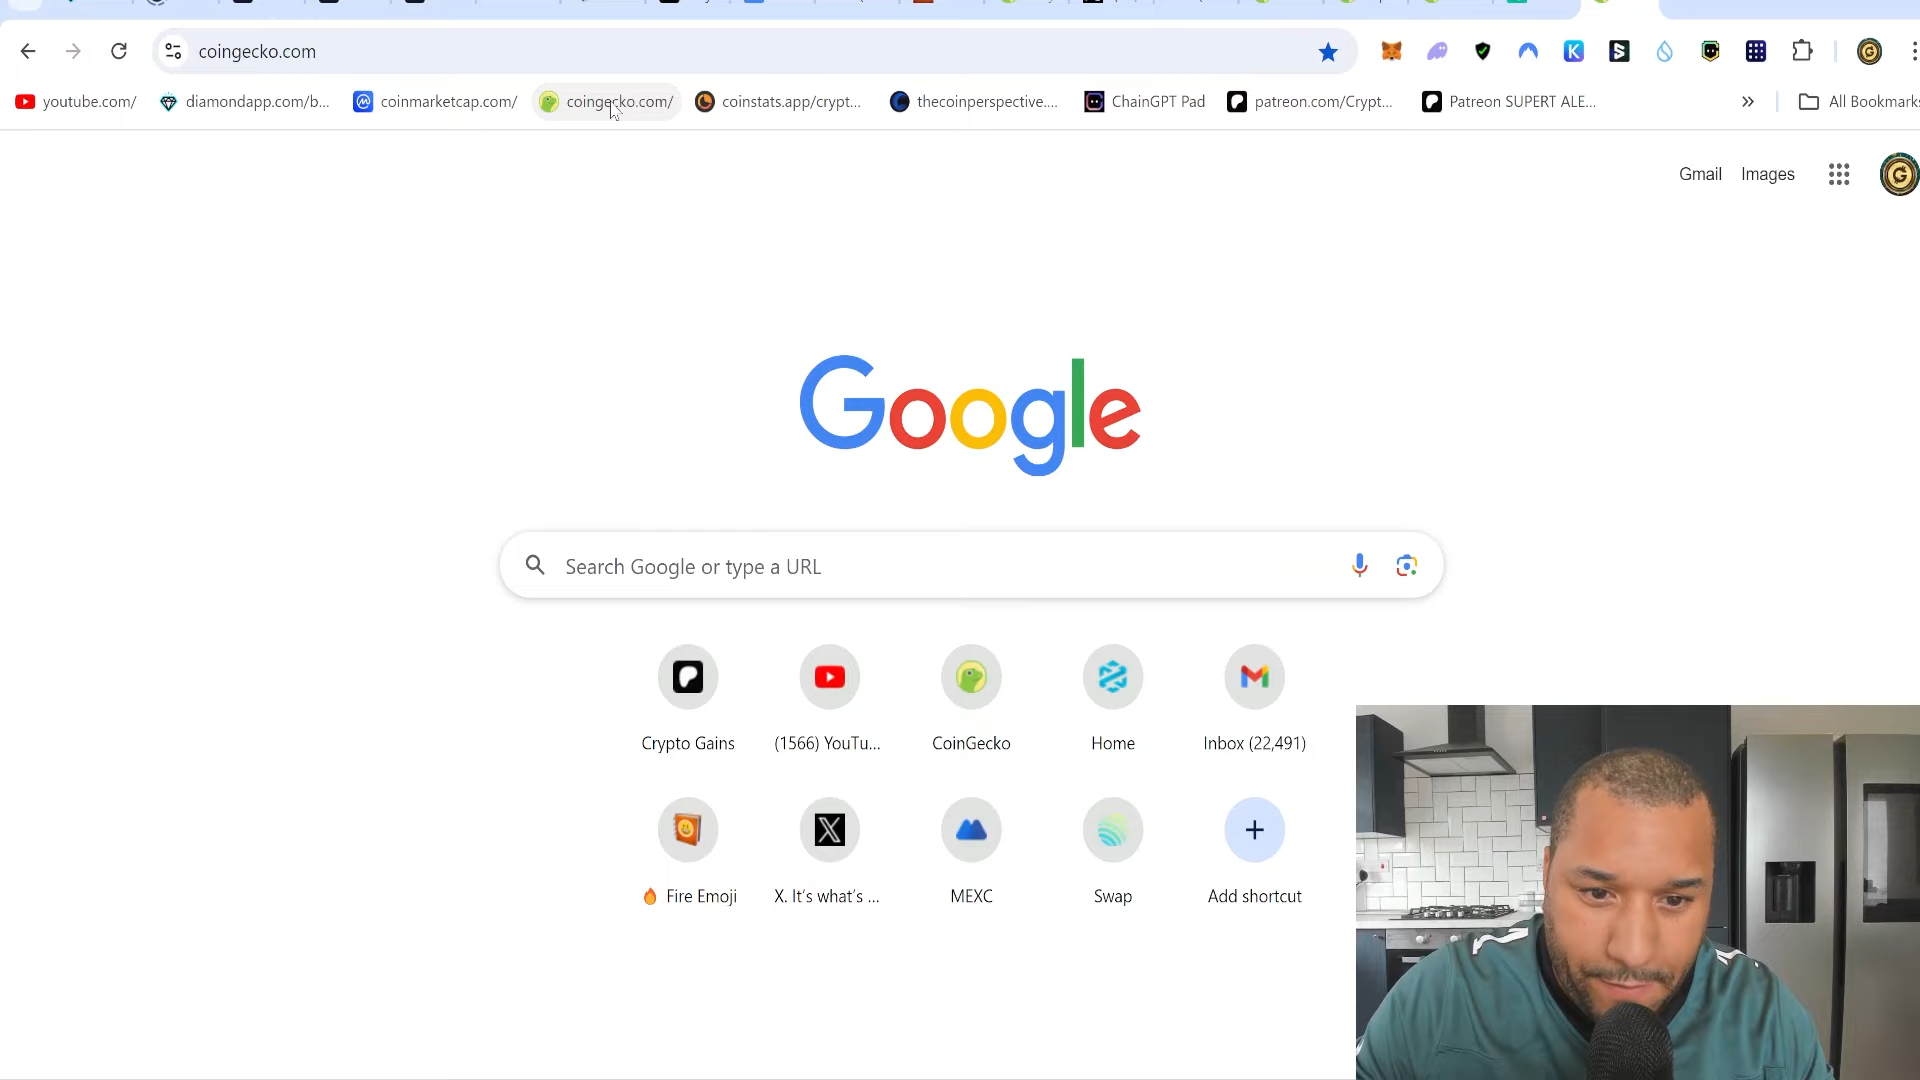 coingecko.com
youtube.com/ diamondapp.com/b... coinmarketcap.com/ coingecko.com/ coinstats.app/crypt... thecoinperspective.... ChainGPT Pad patreon.com/Crypt... Patreon SUPERT ALE... » All Bookmarks
Gmail Images
Google
Search Google or type a URL
Crypto Gains (1566) YouTu... CoinGecko Home Inbox (22,491)
🔥 Fire Emoji X. It's what's ... MEXC Swap Add shortcut